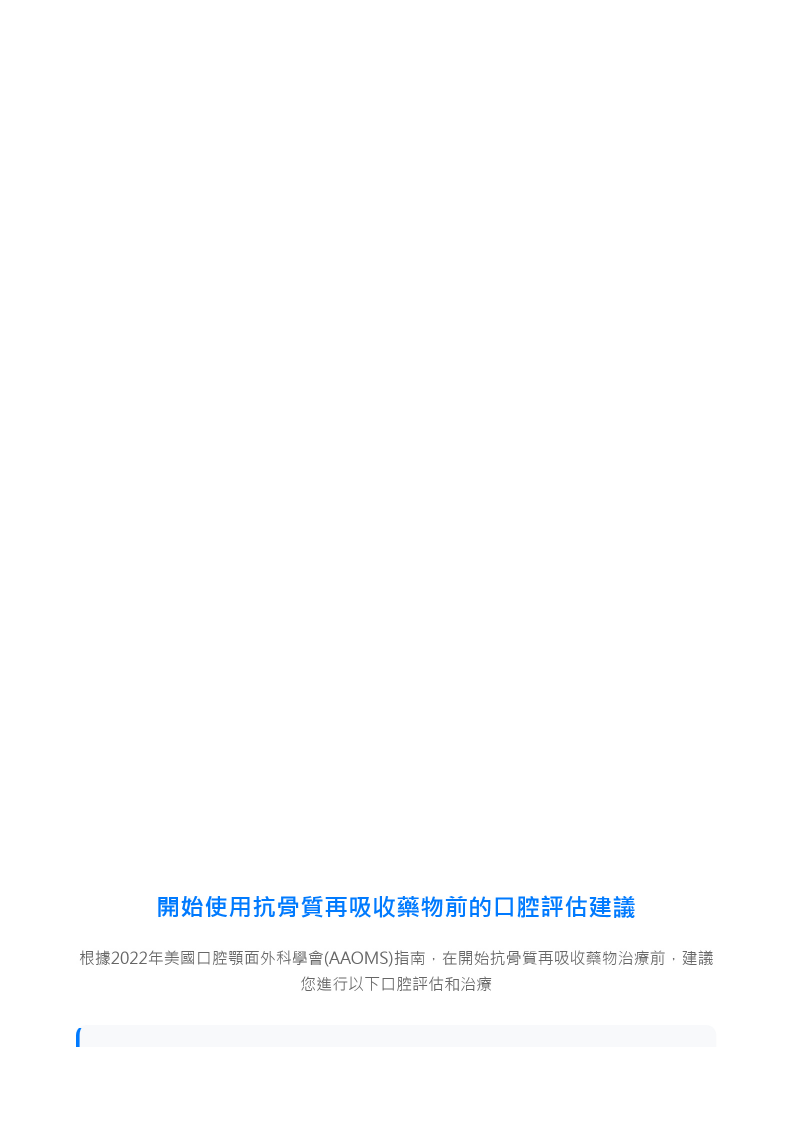 開始使用抗骨質再吸收藥物前的口腔評估建議
根據2022年美國口腔顎面外科學會(AAOMS)指南，在開始抗骨質再吸收藥物治療前，建議
您進行以下口腔評估和治療